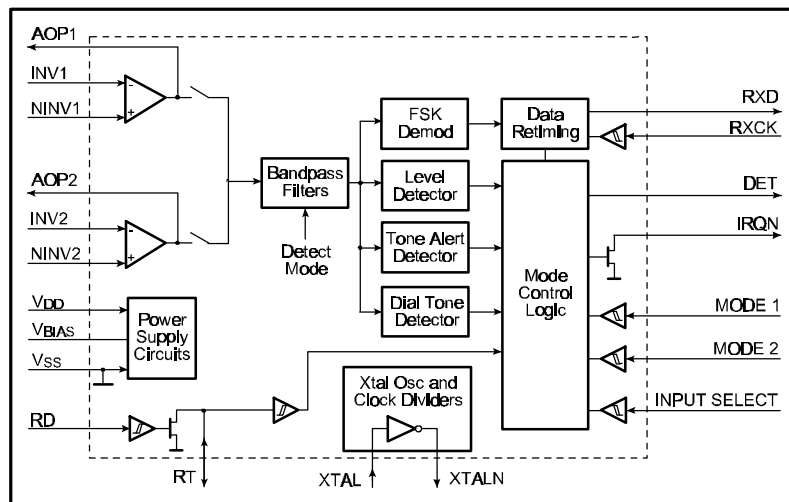 AOP1
INV1
-
NINV1
+
AOP2
INV2
-
NINV2
+
VDD
VBIAS
VSS
Power
Supply
Circuits
RD
RT
Bandpass
Filters
Detect
Mode
FSK
Demod
Level
Detector
Tone Alert
Detector
Dial Tone
Detector
Xtal Osc and
Clock Dividers
XTAL
XTALN
Data
Retiming
Mode
Control
Logic
RXD
RXCK
DET
IRQN
MODE 1
MODE 2
INPUT SELECT